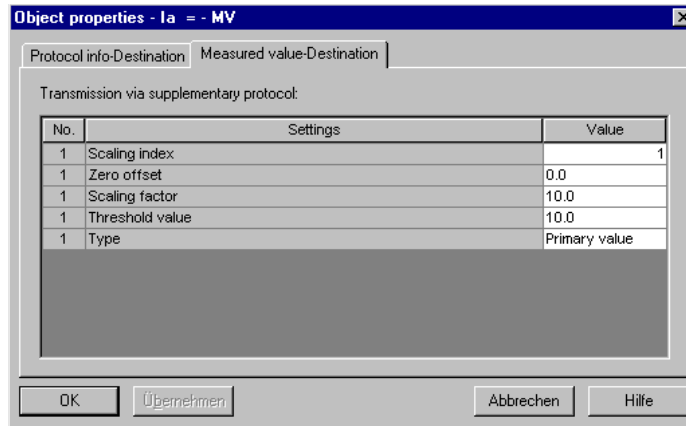 Object properties - Ia = - MV
Protocol info-Destination Measured value-Destination
Transmission via supplementary protocol:
No. Settings Value
1 Scaling index 1
1 Zero offset 0.0
1 Scaling factor 10.0
1 Threshold value 10.0
1 Type Primary value
OK Übernehmen Abbrechen Hilfe